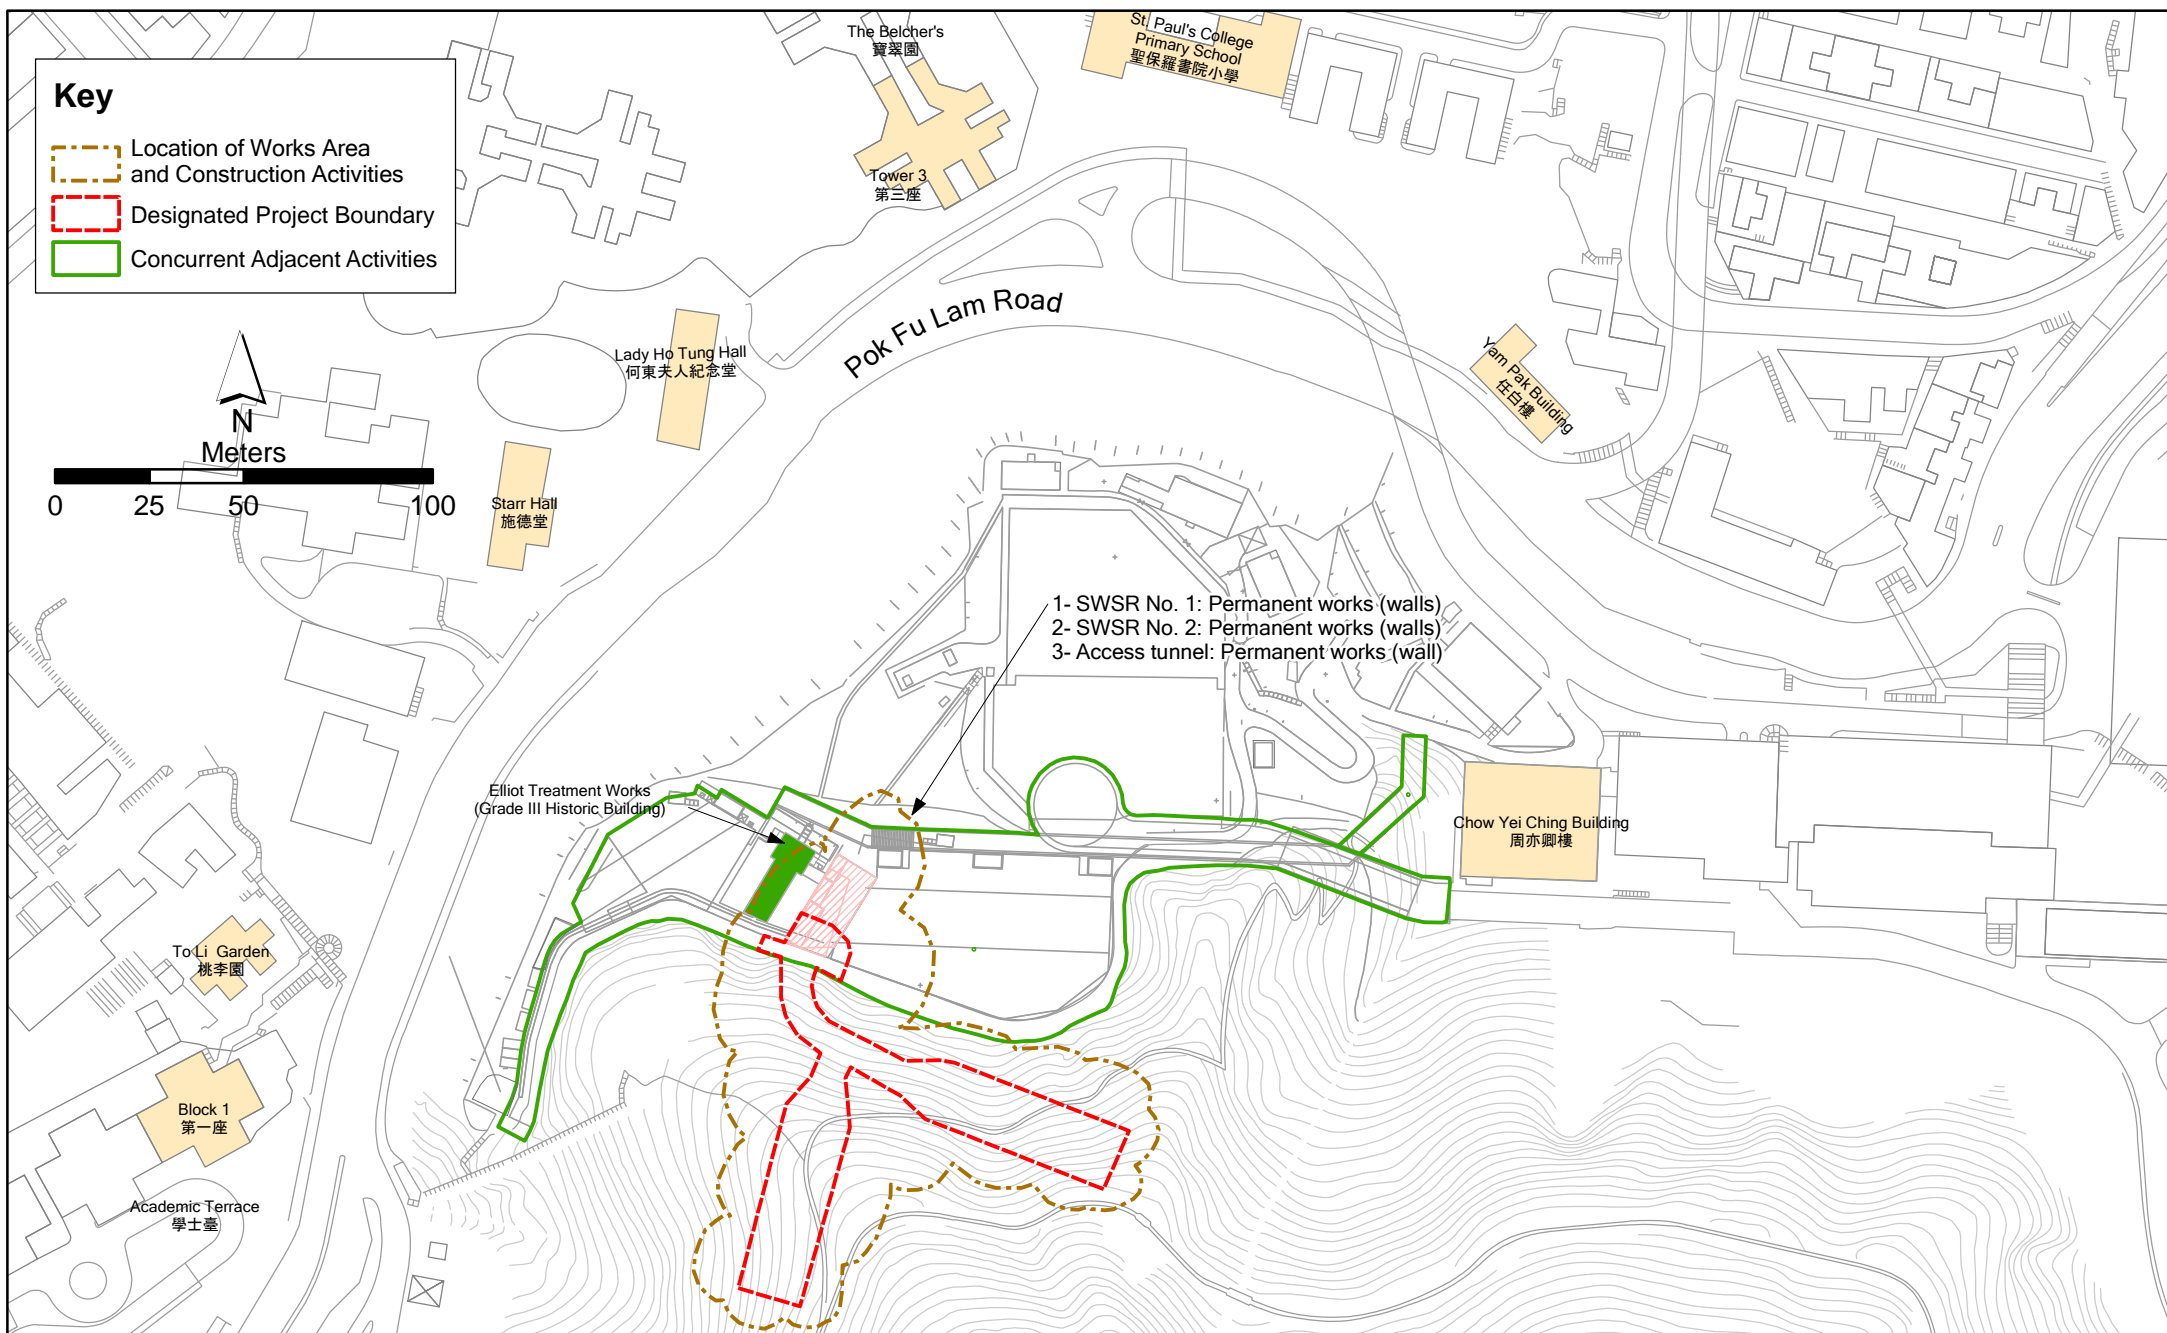 Key
Location of Works Area
and Construction Activities
Designated Project Boundary
Concurrent Adjacent Activities
N
Meters
0 25 50 100
The Belcher's
寶翠園
Tower 3
第三座
St. Paul's College
Primary School
聖保羅書院小學
Pok Fu Lam Road
Lady Ho Tung Hall
何東夫人紀念堂
Starr Hall
施德堂
Yam Pak Building
任白樓
1- SWSR No. 1: Permanent works (walls)
2- SWSR No. 2: Permanent works (walls)
3- Access tunnel: Permanent works (wall)
Elliot Treatment Works
(Grade III Historic Building)
Chow Yei Ching Building
周亦卿樓
To Li Garden
桃李園
Block 1
第一座
Academic Terrace
學士臺